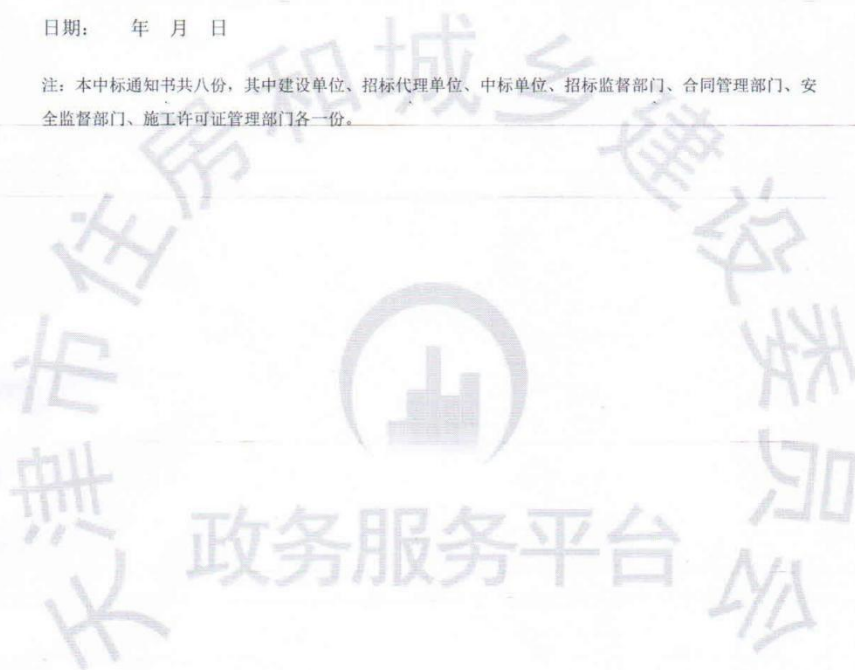 日期： 年 月 日
注：本中标通知书共八份，其中建设单位、招标代理单位、中标单位、招标监督部门、合同管理部门、安
全监督部门、施工许可证管理部门各一份。
天津市住房和城乡建设委员会
政务服务平台